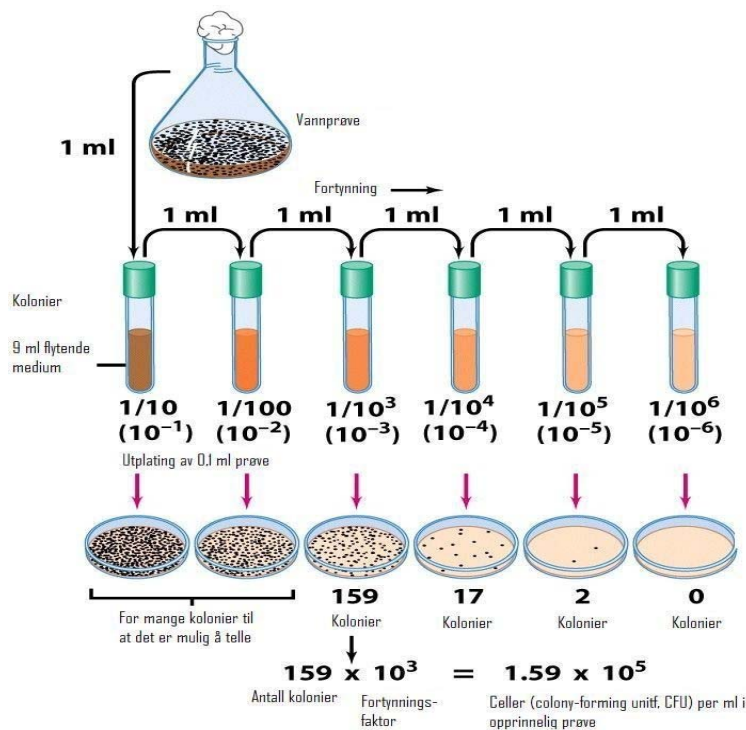 Vannprøve
1 ml
Fortynning
1 ml 1 ml 1 ml 1 ml 1 ml
Kolonier
9 ml flytende
medium
1/10 1/100 1/10³ 1/10⁴ 1/10⁵ 1/10⁶
(10⁻¹) (10⁻²) (10⁻³) (10⁻⁴) (10⁻⁵) (10⁻⁶)
Utplating av 0,1 ml prøve
159 17 2 0
Kolonier Kolonier Kolonier Kolonier
For mange kolonier til
at det er mulig å telle
159 x 10³ = 1.59 x 10⁵
Antall kolonier
Fortynnings-
faktor
Celler (colony-forming unitf, CFU) per ml i
opprinnelig prøve